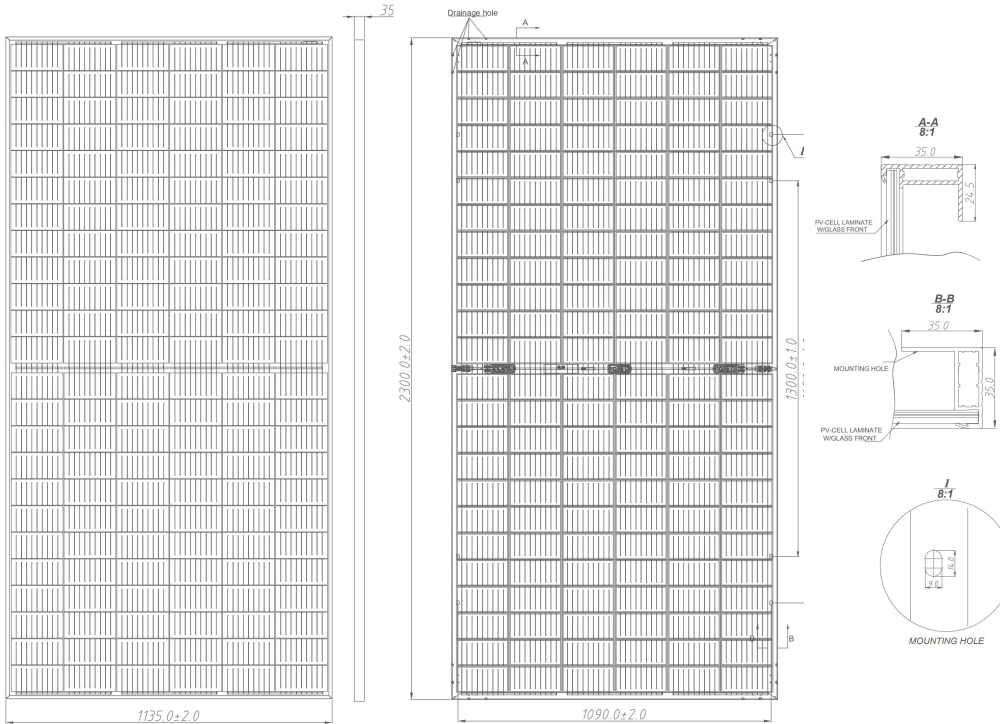 35
Drainage hole
A
A
I
2300.0±2.0
1300.0±1.0
1135.0±2.0
1090.0±2.0
B
A-A
8:1
35.0
24.5
PV-CELL LAMINATE
W/GLASS FRONT
B-B
8:1
35.0
MOUNTING HOLE
35.0
PV-CELL LAMINATE
W/GLASS FRONT
I
8:1
14.0
9.0
MOUNTING HOLE